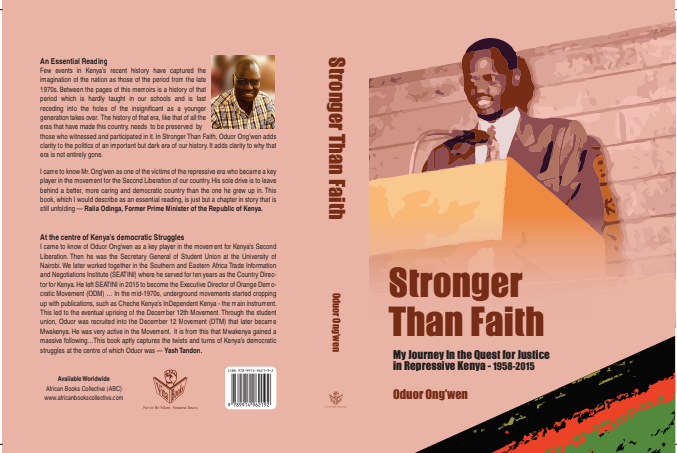 An Essential Reading
Few events in Kenya's recent history have captured the
imagination of the nation as those of the period from the late
1970s. Between the pages of this memoirs is a history of that
period which is hardly taught in our schools and is last
receding into the holes of the insignificant as a younger
generation takes over. The history of that era, like that of all the
eras that have made this country, needs to be preserved by
those who witnessed and participated in it. In Stronger Than Faith, Oduor Ong'wen adds
clarity to the politics of an important but dark era of our history. It adds clarity to why that
era is not entirely gone.
I came to know Mr. Ong'wen as one of the victims of the repressive era who became a key
player in the movement for the Second Liberation of our country. His sole drive is to leave
behind a better, more caring and democratic country than the one he grew up in. This
book, which I would describe as an essential reading, is just but a chapter in story that is
still unfolding — Raila Odinga, Former Prime Minister of the Republic of Kenya.
At the centre of Kenya's democratic Struggles
I came to know of Oduor Ong'wen as a key player in the movement for Kenya's Second
Liberation. Then he was the Secretary General of Student Union at the University of
Nairobi. We later worked together in the Southern and Eastern Africa Trade Information
and Negotiations Institute (SEATINI) where he served for ten years as the Country Direc-
tor for Kenya. He left SEATINI in 2015 to become the Executive Director of Orange Demo-
cratic Movement (ODM) ... In the mid-1970s, underground movements started cropping
up with publications, such as Cheche Kenya's InDependent Kenya - the main instrument.
This led to the eventual uprising of the December 12th Movement. Through the student
union, Oduor was recruited into the December 12 Movement (DTM) that later became
Mwakenya. He was very active in the Movement. It is from this that Mwakenya gained a
massive following...This book aptly captures the twists and turns of Kenya's democratic
struggles at the centre of which Oduor was — Yash Tandon.
Available Worldwide
African Books Collective (ABC)
www.africanbookscollective.com
Vita Books
Never Be Silent. Simama Imara
ISBN 978-9914-9621-9-2
9 789914 962192
Stronger Than Faith
Oduor Ong'wen
Stronger
Than Faith
My Journey In the Quest for Justice
in Repressive Kenya - 1958-2015
Oduor Ong'wen